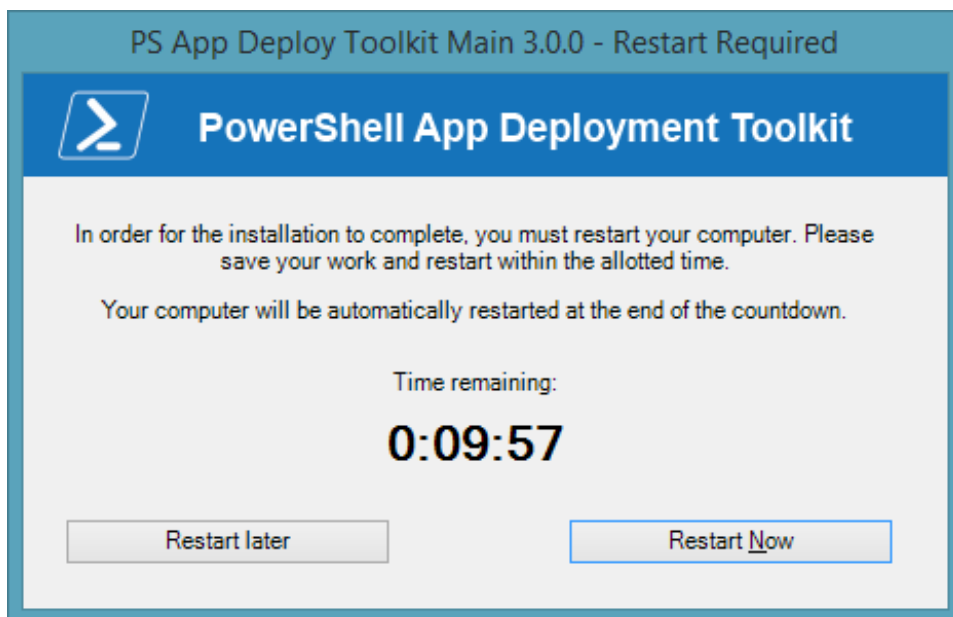 PS App Deploy Toolkit Main 3.0.0 - Restart Required
PowerShell App Deployment Toolkit
In order for the installation to complete, you must restart your computer. Please
save your work and restart within the allotted time.
Your computer will be automatically restarted at the end of the countdown.
Time remaining:
0:09:57
Restart later
Restart Now